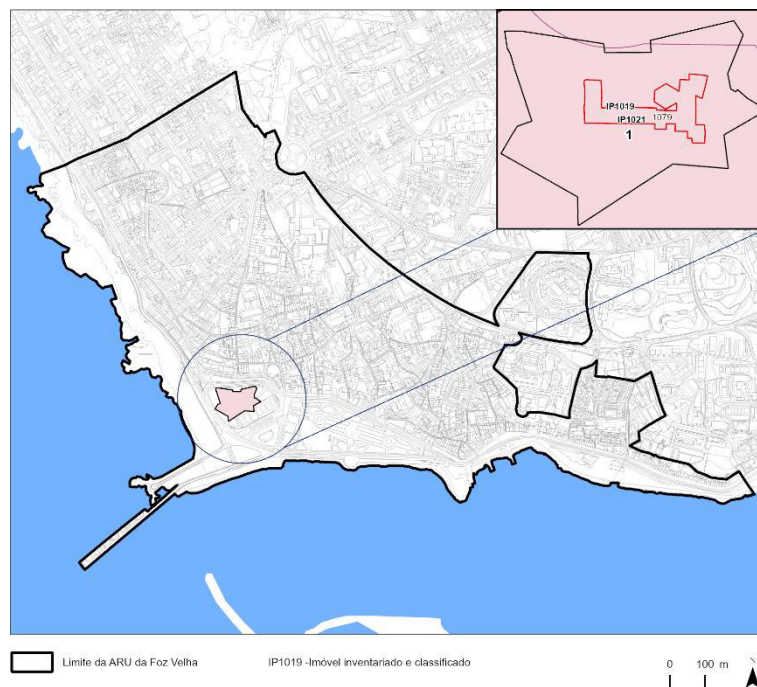 IP1019
IP1021
1079
1
Limite da ARU da Foz Velha
IP1019 -Imóvel inventariado e classificado
0 100 m
N